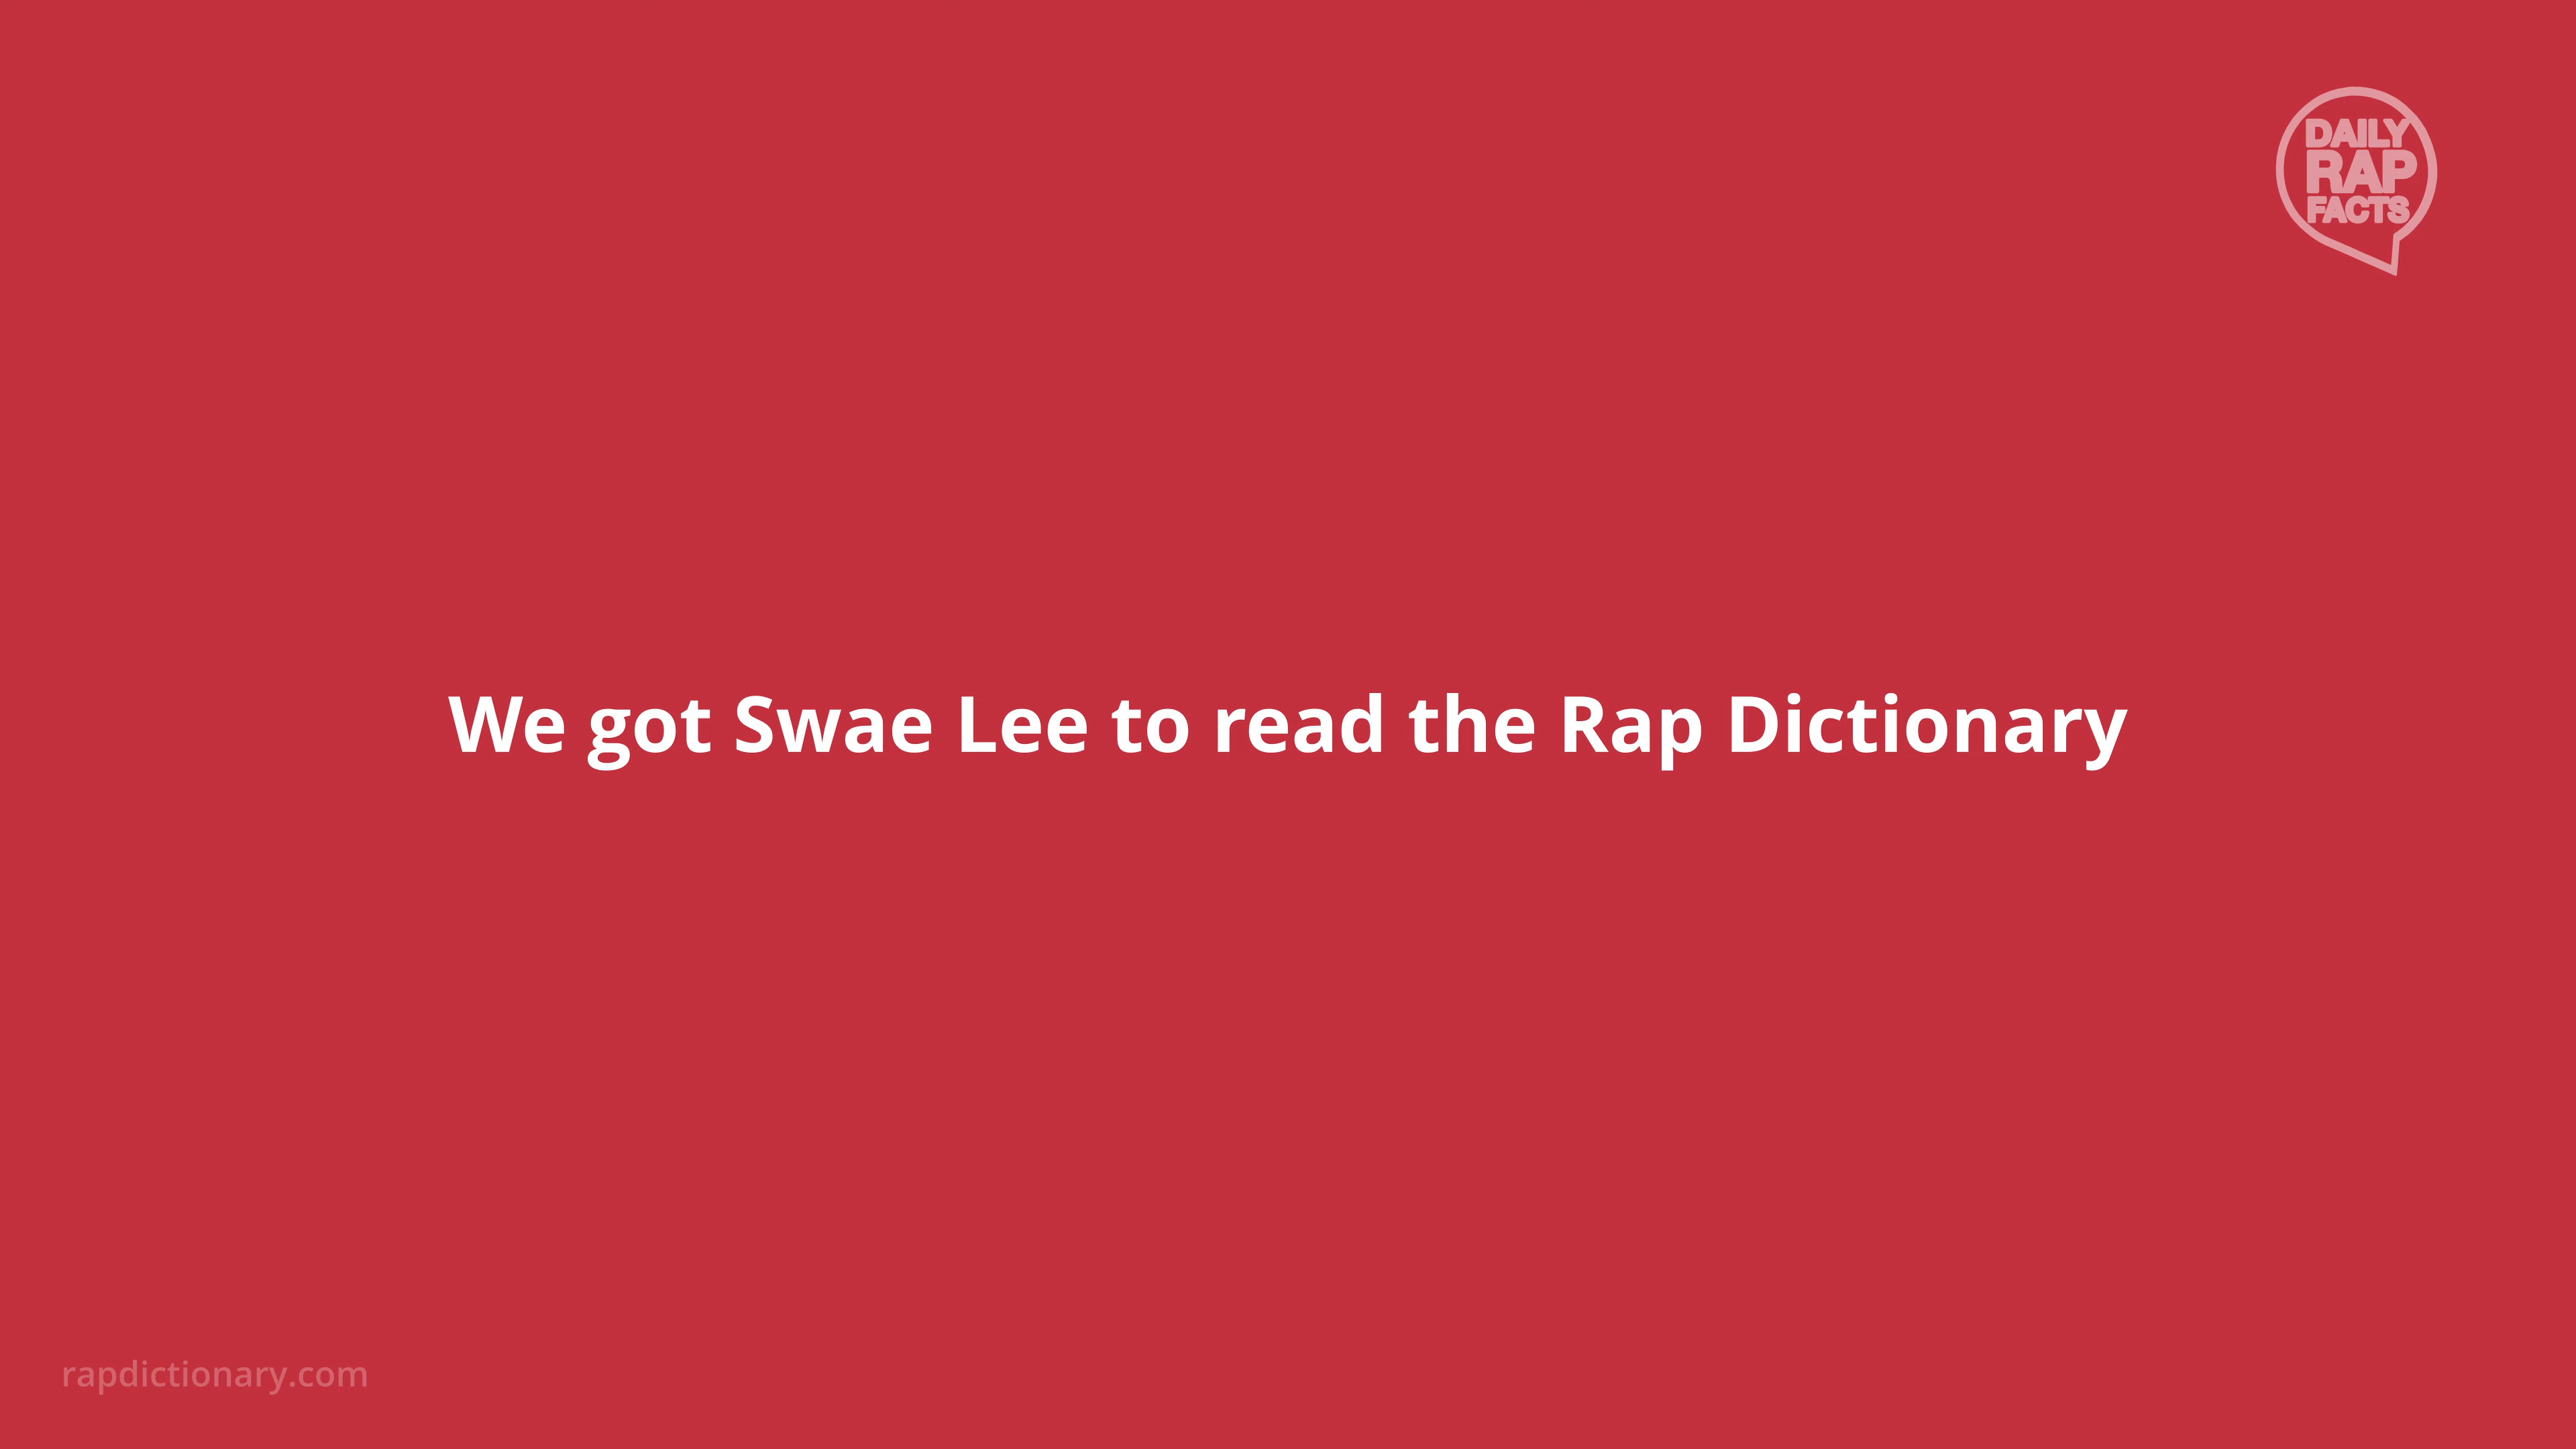 DAILY
RAP
FACTS
We got Swae Lee to read the Rap Dictionary
rapdictionary.com